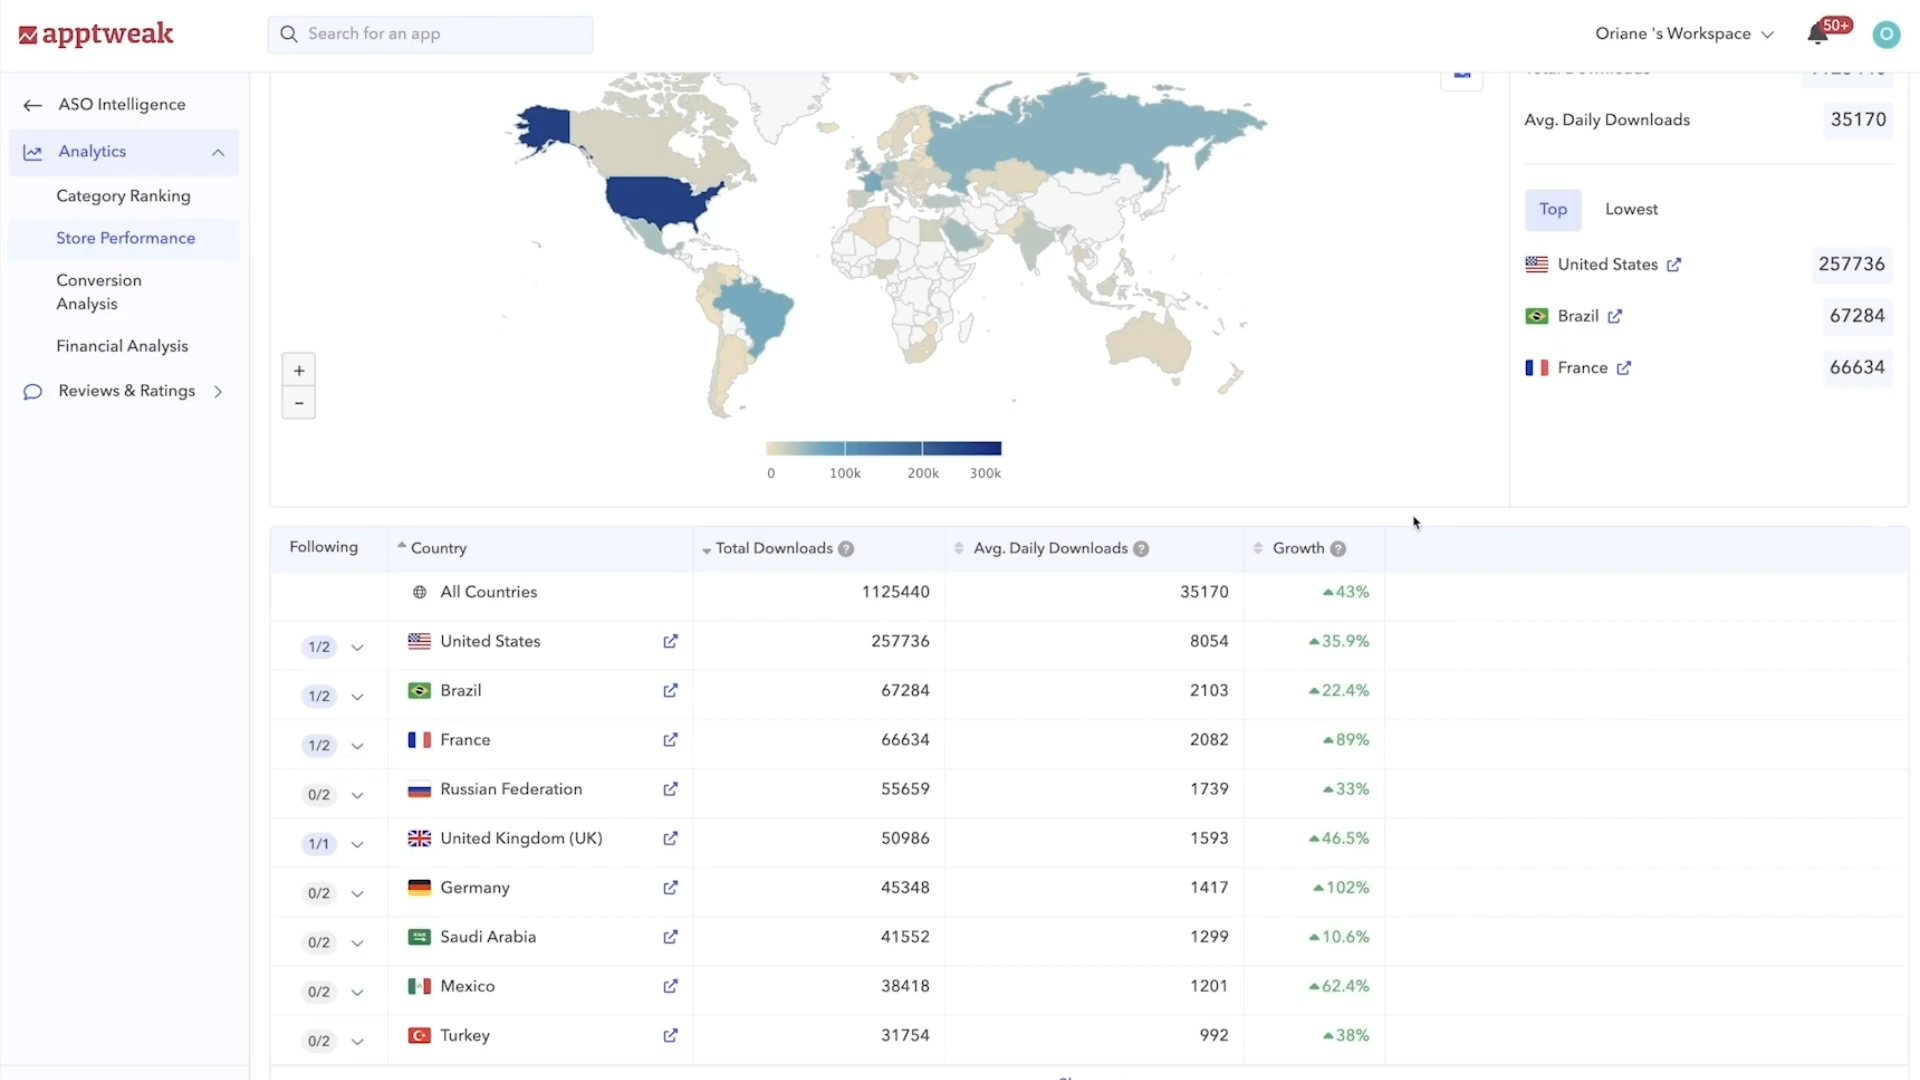 apptweak
Search for an app
Oriane 's Workspace
50+
O
ASO Intelligence
Analytics
Category Ranking
Store Performance
Conversion
Analysis
Financial Analysis
Reviews & Ratings
+
−
0 100k 200k 300k
Avg. Daily Downloads 35170
Top Lowest
United States 257736
Brazil 67284
France 66634
Following Country Total Downloads ? Avg. Daily Downloads ? Growth ?
All Countries 1125440 35170 43%
1/2 United States 257736 8054 35.9%
1/2 Brazil 67284 2103 22.4%
1/2 France 66634 2082 89%
0/2 Russian Federation 55659 1739 33%
1/1 United Kingdom (UK) 50986 1593 46.5%
0/2 Germany 45348 1417 102%
0/2 Saudi Arabia 41552 1299 10.6%
0/2 Mexico 38418 1201 62.4%
0/2 Turkey 31754 992 38%